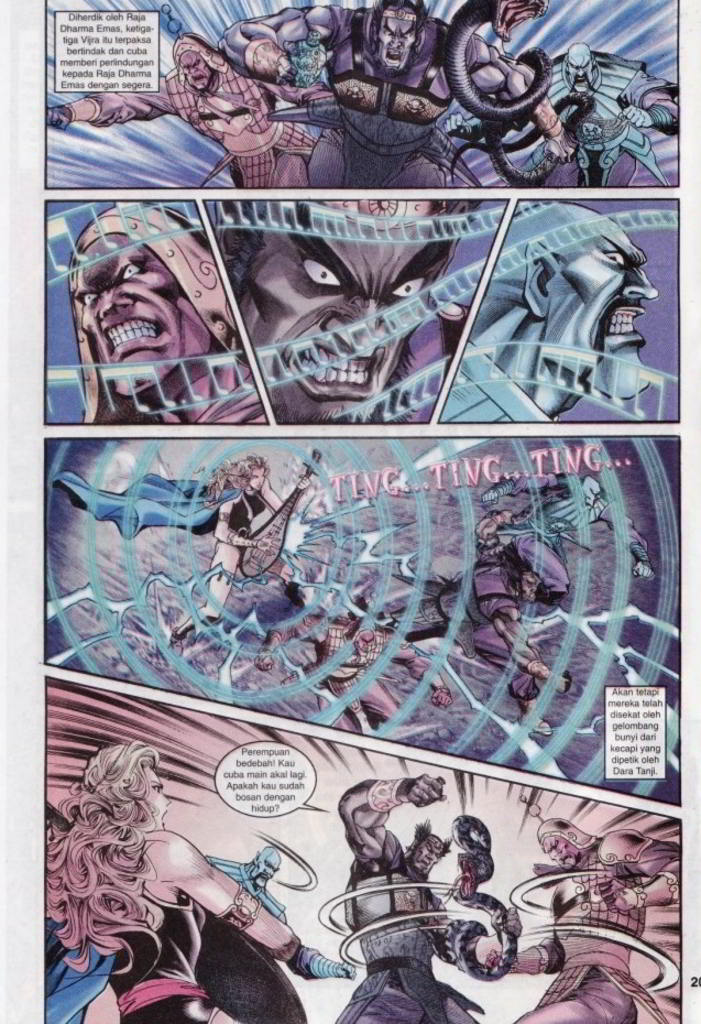 Diherdik oleh Raja
Dharma Emas, ketiga-
tiga Vijra itu terpaksa
bertindak dan cuba
memberi perlindungan
kepada Raja Dharma
Emas dengan segera.
TING...TING...TING...
Akan tetapi
mereka telah
disekat oleh
gelombang
bunyi dari
kecapi yang
dipetik oleh
Dara Tanji.
Perempuan
bedebah! Kau
cuba main akal lagi.
Apakah kau sudah
bosan dengan
hidup?